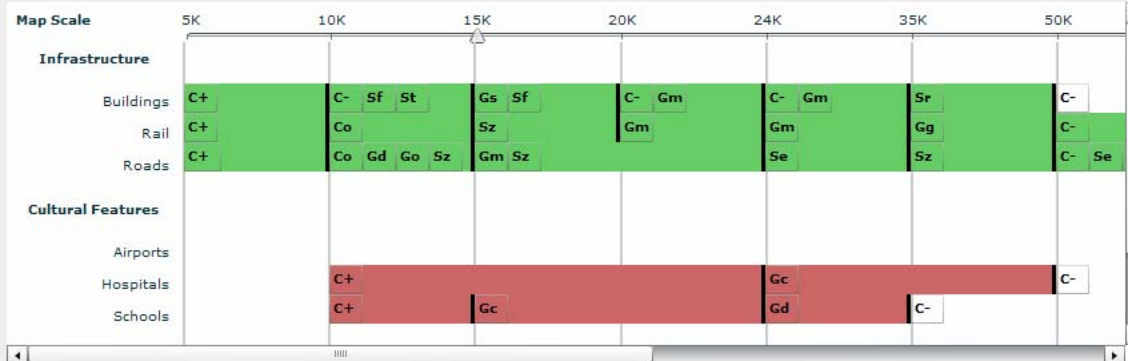 Map Scale 5K 10K 15K 20K 24K 35K 50K
Infrastructure
Buildings C+ C- Sf St Gs Sf C- Gm C- Gm Sr C-
Rail C+ Co Sz Gm Gm Gg C-
Roads C+ Co Gd Go Sz Gm Sz Se Sz C- Se
Cultural Features
Airports
Hospitals C+ Gc C-
Schools C+ Gc Gd C-